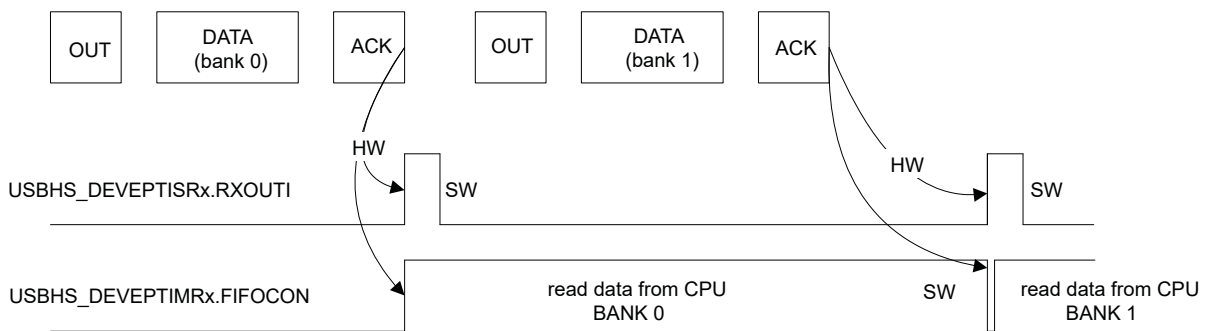 OUT
DATA
(bank 0)
ACK
OUT
DATA
(bank 1)
ACK
HW
HW
USBHS_DEVEPTISRx.RXOUTI
SW
SW
USBHS_DEVEPTIMRx.FIFOCON
read data from CPU
BANK 0
SW
read data from CPU
BANK 1